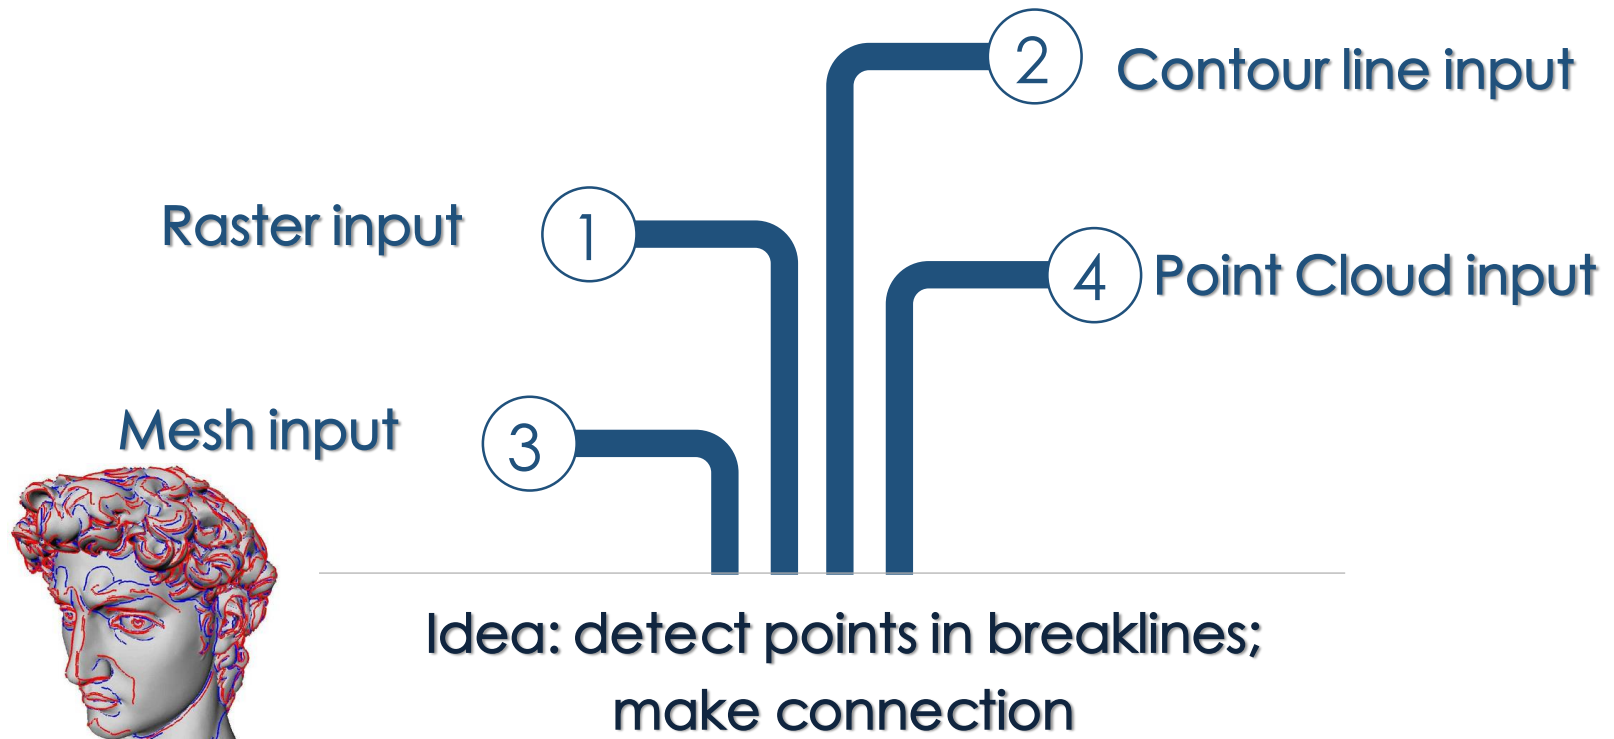 2 Contour line input
Raster input 1
4 Point Cloud input
Mesh input 3
Idea: detect points in breaklines;
make connection